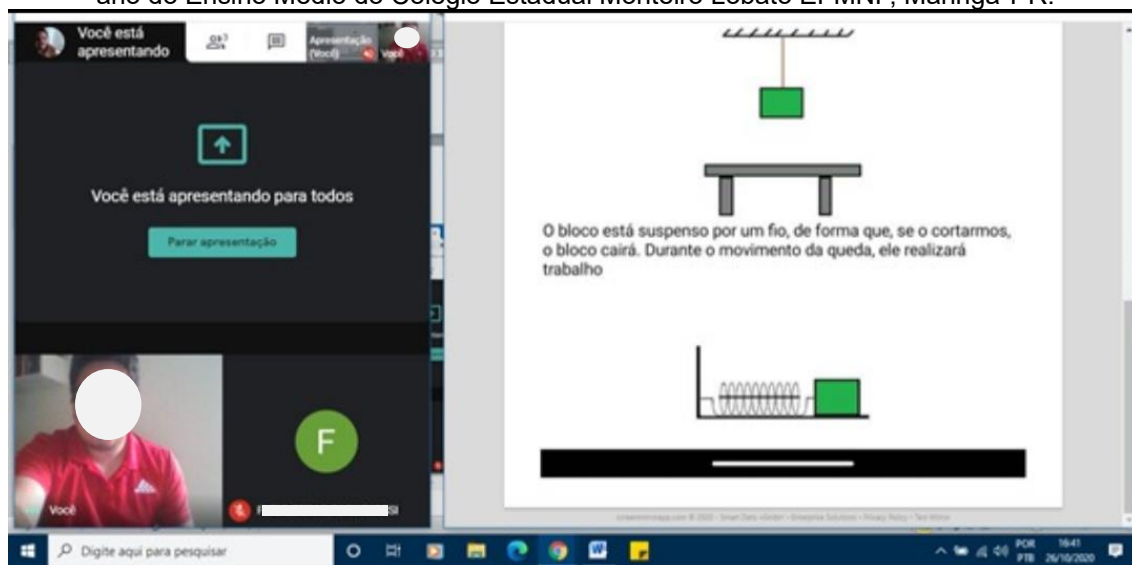 ano do Ensino Médio do Colégio Estadual Monteiro Lobato EFMNP, Maringá-PR.
Você está
apresentando
Apresentação
(Você)
Você
Você está apresentando para todos
Parar apresentação
F
Você
O bloco está suspenso por um fio, de forma que, se o cortarmos,
o bloco cairá. Durante o movimento da queda, ele realizará
trabalho
Digite aqui para pesquisar
POR
PTB
16:41
26/10/2020